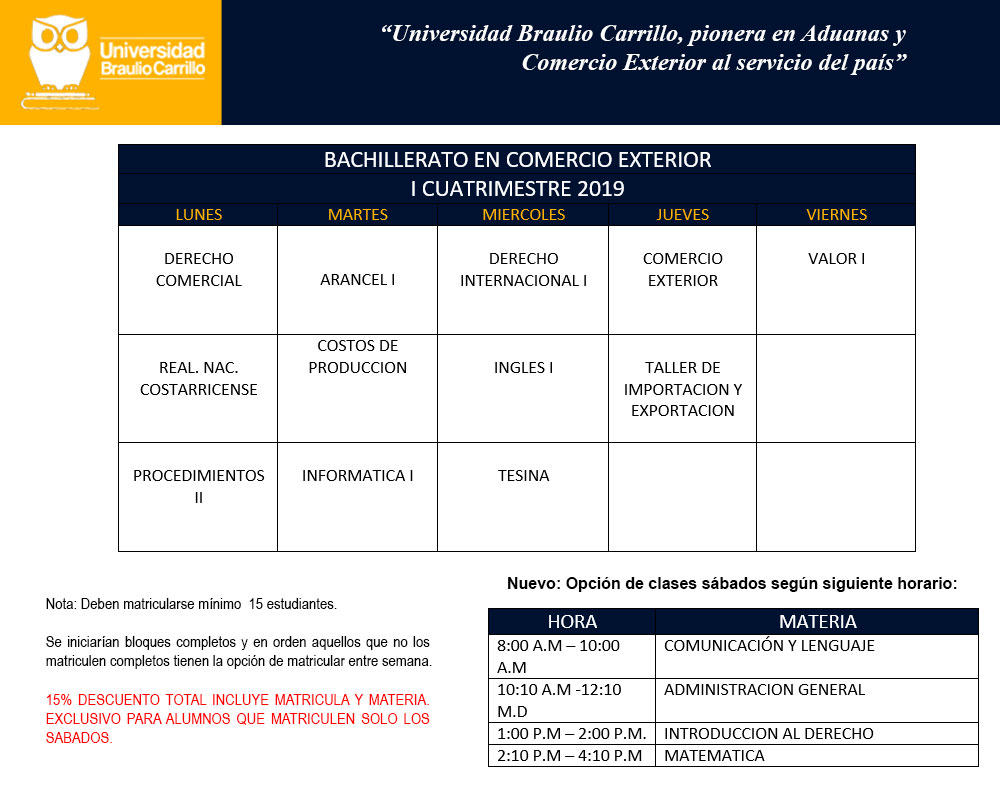 Universidad
Braulio Carrillo
“Universidad Braulio Carrillo, pionera en Aduanas y
Comercio Exterior al servicio del país”
BACHILLERATO EN COMERCIO EXTERIOR
I CUATRIMESTRE 2019
LUNES MARTES MIERCOLES JUEVES VIERNES
DERECHO
COMERCIAL
ARANCEL I
DERECHO
INTERNACIONAL I
COMERCIO
EXTERIOR
VALOR I
REAL. NAC.
COSTARRICENSE
COSTOS DE
PRODUCCION
INGLES I
TALLER DE
IMPORTACION Y
EXPORTACION
PROCEDIMIENTOS
II
INFORMATICA I
TESINA
Nota: Deben matricularse mínimo 15 estudiantes.
Se iniciarían bloques completos y en orden aquellos que no los
matriculen completos tienen la opción de matricular entre semana.
15% DESCUENTO TOTAL INCLUYE MATRICULA Y MATERIA.
EXCLUSIVO PARA ALUMNOS QUE MATRICULEN SOLO LOS
SABADOS.
Nuevo: Opción de clases sábados según siguiente horario:
HORA MATERIA
8:00 A.M – 10:00
A.M
COMUNICACIÓN Y LENGUAJE
10:10 A.M -12:10
M.D
ADMINISTRACION GENERAL
1:00 P.M – 2:00 P.M. INTRODUCCION AL DERECHO
2:10 P.M – 4:10 P.M MATEMATICA